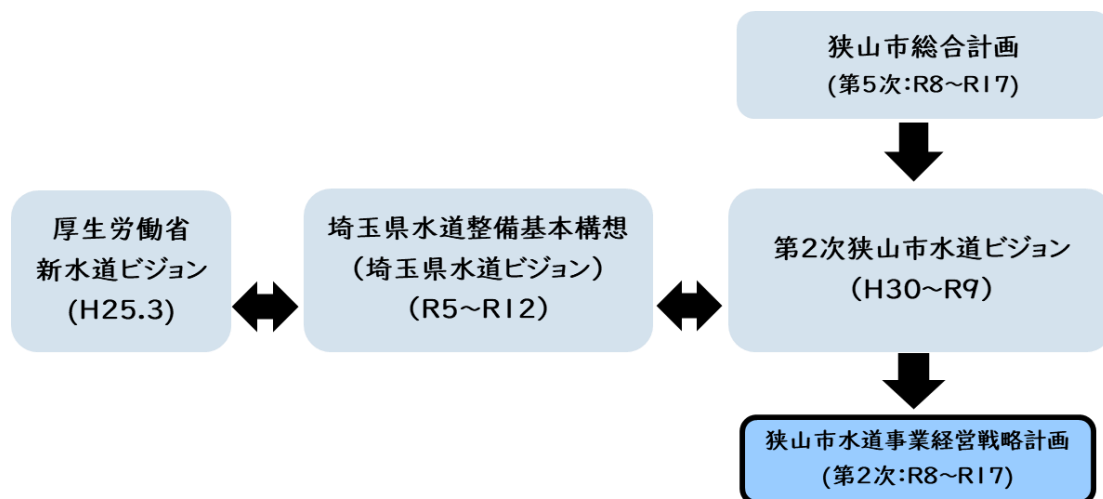 狭山市総合計画
(第5次:R8~R17)
厚生労働省
新水道ビジョン
(H25.3)
埼玉県水道整備基本構想
(埼玉県水道ビジョン)
(R5~R12)
第2次狭山市水道ビジョン
(H30~R9)
狭山市水道事業経営戦略計画
(第2次:R8~R17)